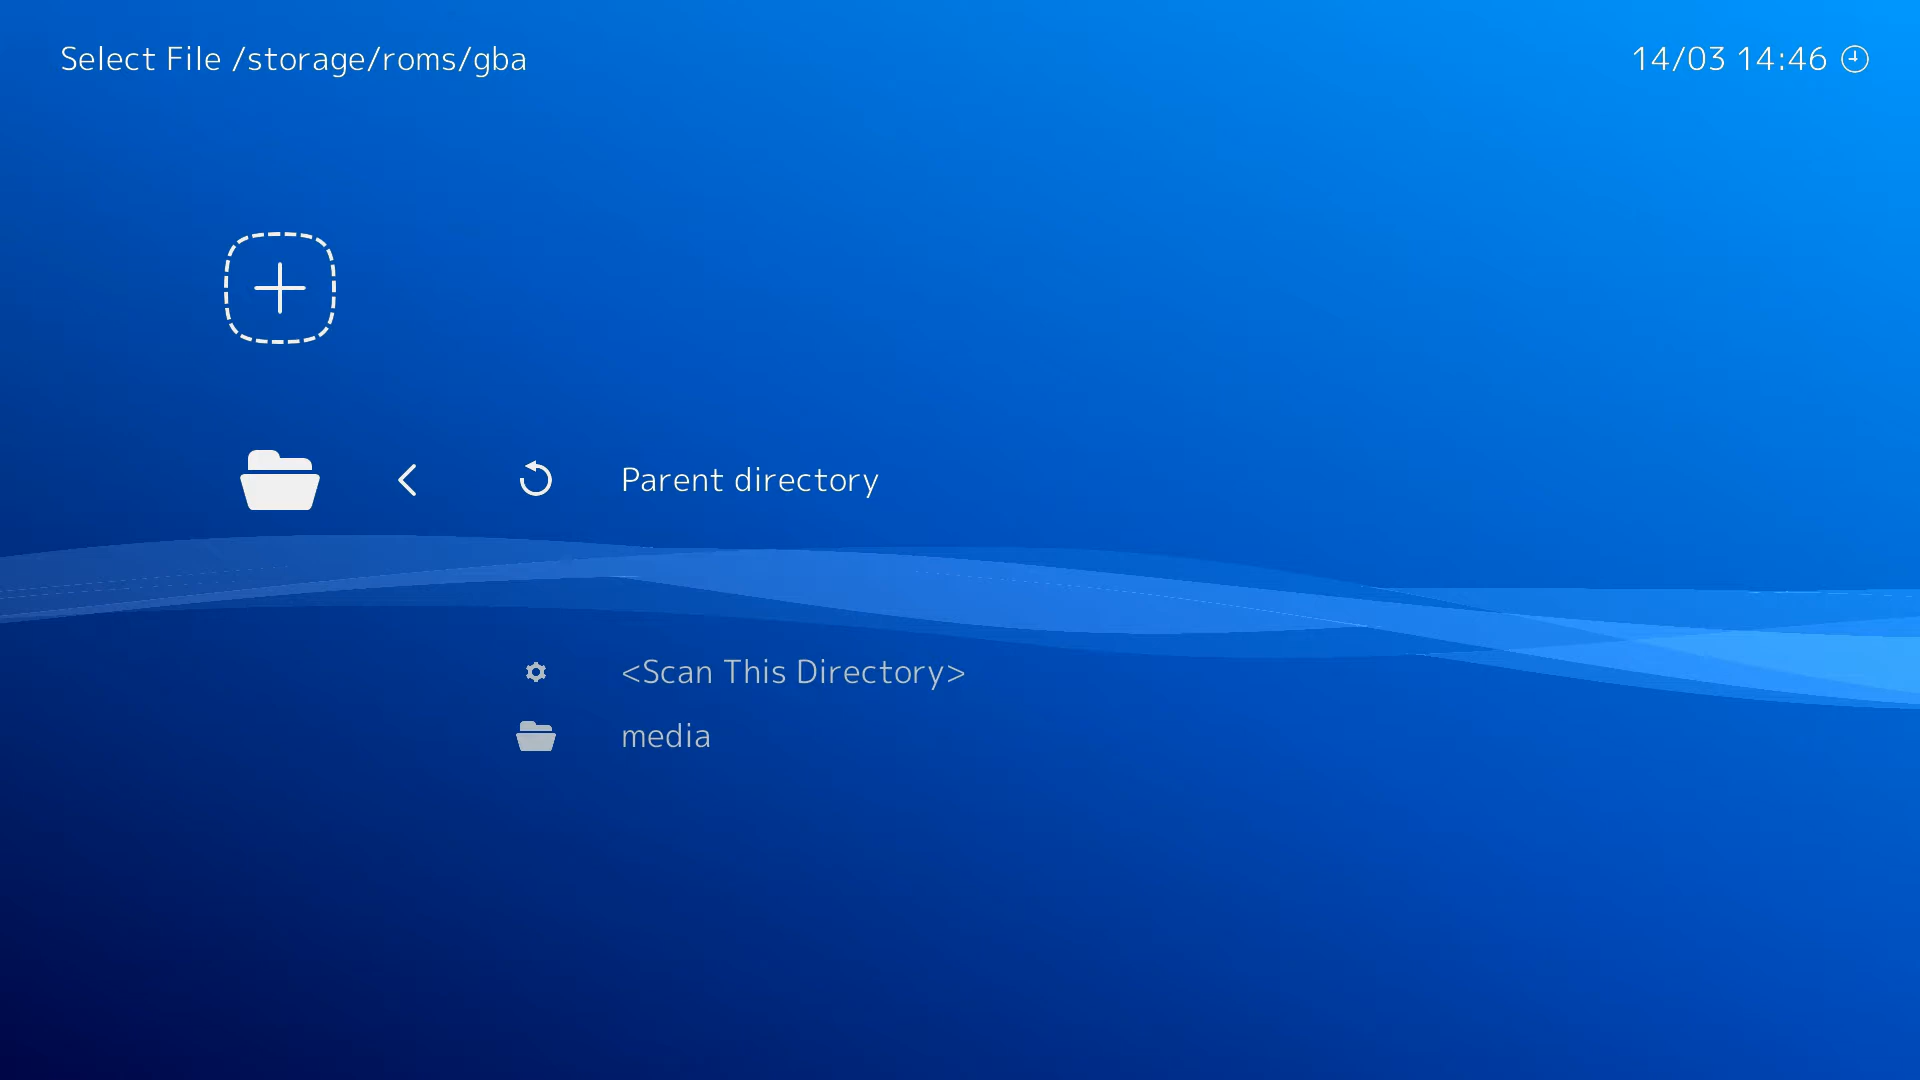 Select File /storage/roms/gba
14/03 14:46
Parent directory
<Scan This Directory>
media